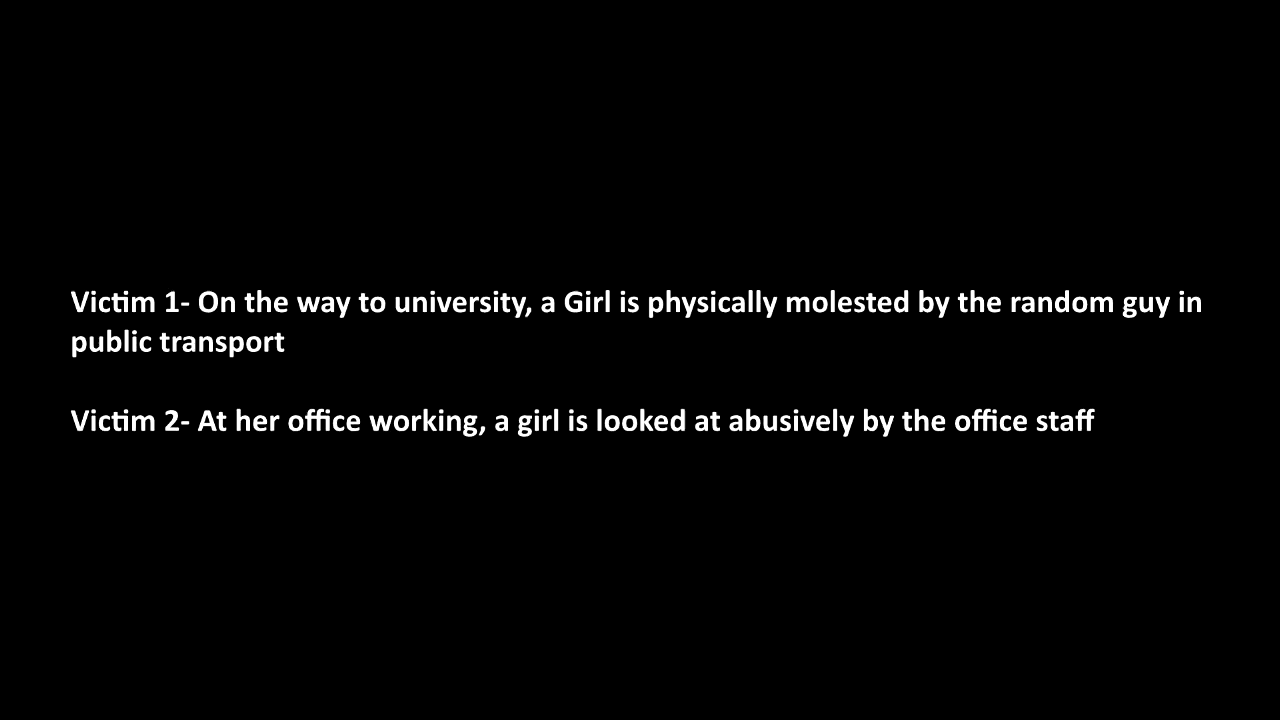 Victim 1- On the way to university, a Girl is physically molested by the random guy in
public transport
Victim 2- At her office working, a girl is looked at abusively by the office staff